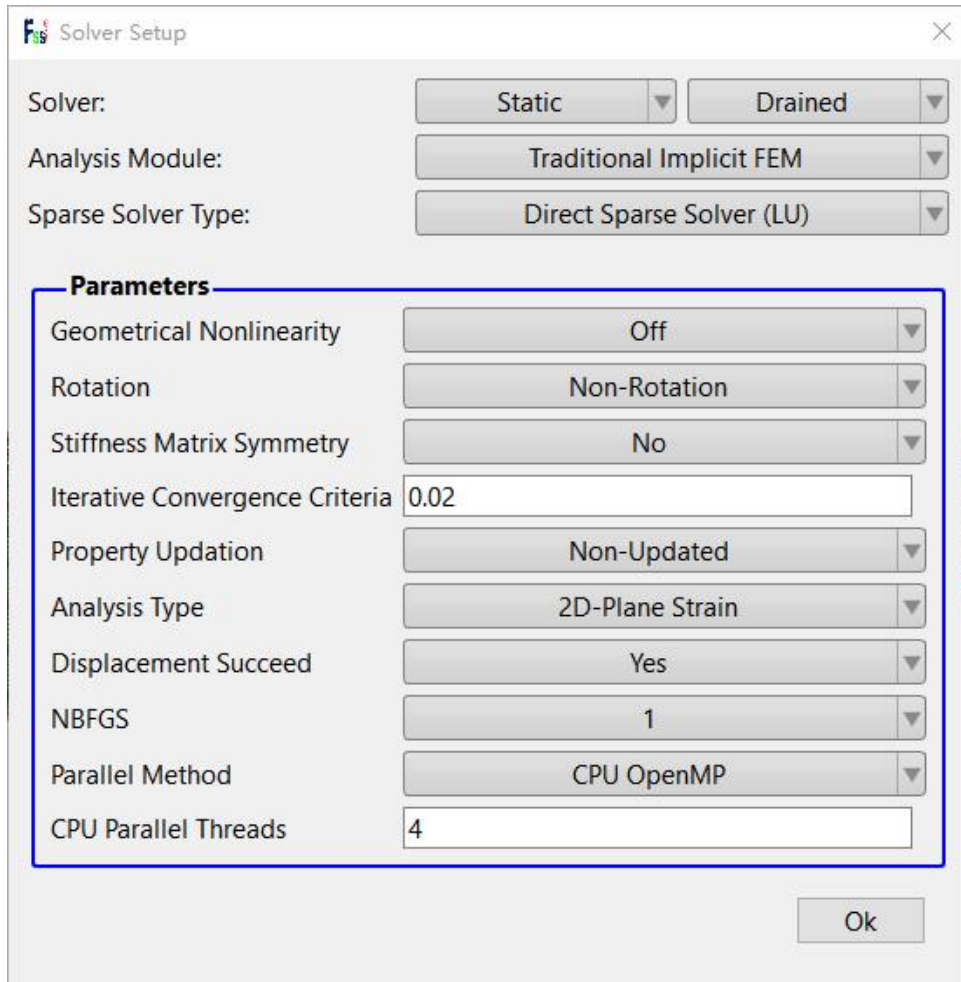 Fssi Solver Setup
Solver: Static Drained
Analysis Module: Traditional Implicit FEM
Sparse Solver Type: Direct Sparse Solver (LU)
Parameters
Geometrical Nonlinearity Off
Rotation Non-Rotation
Stiffness Matrix Symmetry No
Iterative Convergence Criteria 0.02
Property Updation Non-Updated
Analysis Type 2D-Plane Strain
Displacement Succeed Yes
NBFGS 1
Parallel Method CPU OpenMP
CPU Parallel Threads 4
Ok